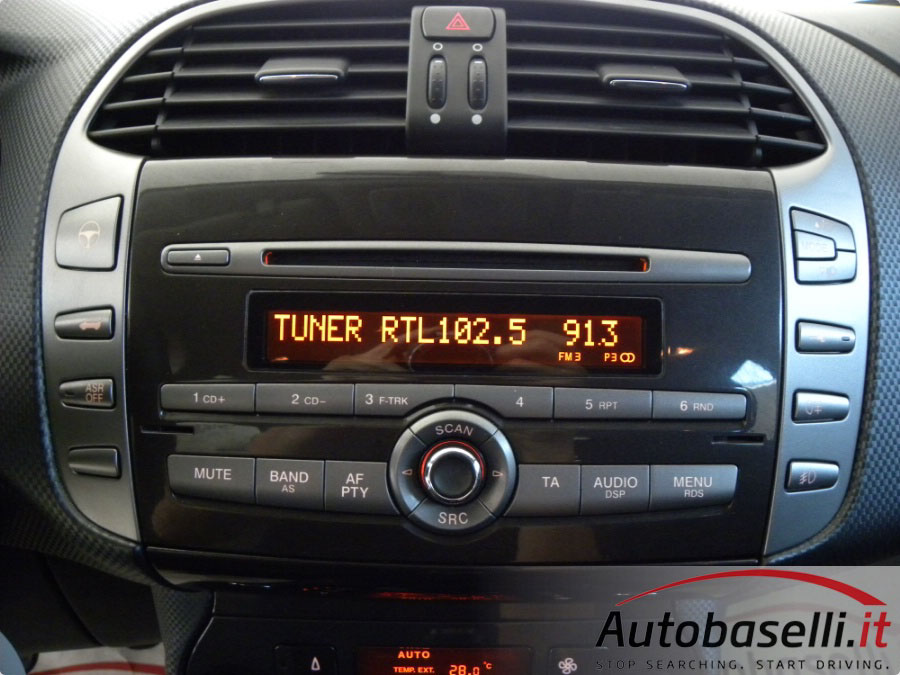 ASR
OFF
TUNER RTL102.5 91.3
FM3 P3
1 CD+ 2 CD- 3 F-TRK 4 5 RPT 6 RND
SCAN
MUTE BAND AS AF PTY TA AUDIO DSP MENU RDS
SRC
AUTO
TEMP. EXT. 28.0 °C
Autobaselli.it
STOP SEARCHING. START DRIVING.